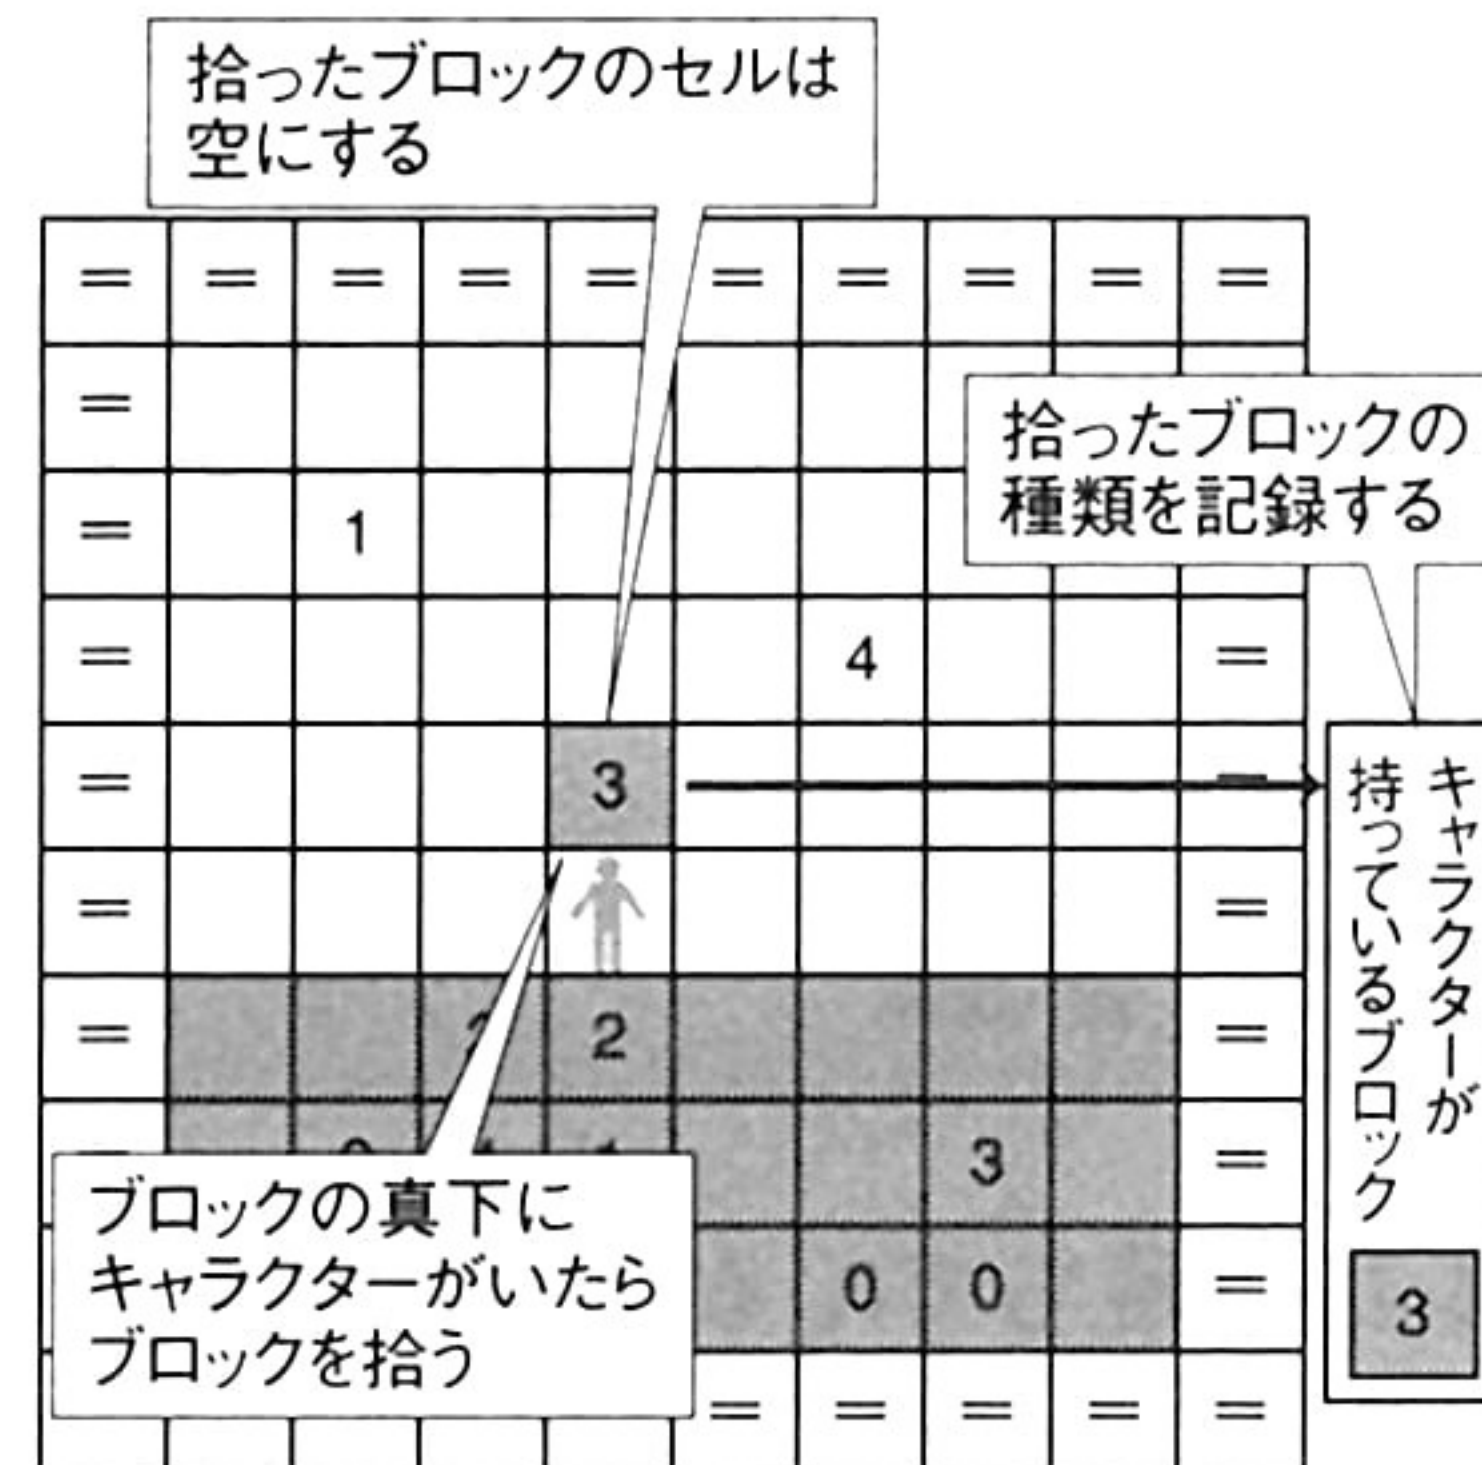 拾ったブロックのセルは
空にする
= = = = = = = = = =
=
拾ったブロックの
種類を記録する
= 1
= 4 =
= 3 =
キャラクターが
持っているブロック
3
= =
= 2 =
3 =
ブロックの真下に
キャラクターがいたら
ブロックを拾う
0 0 =
= = = = =